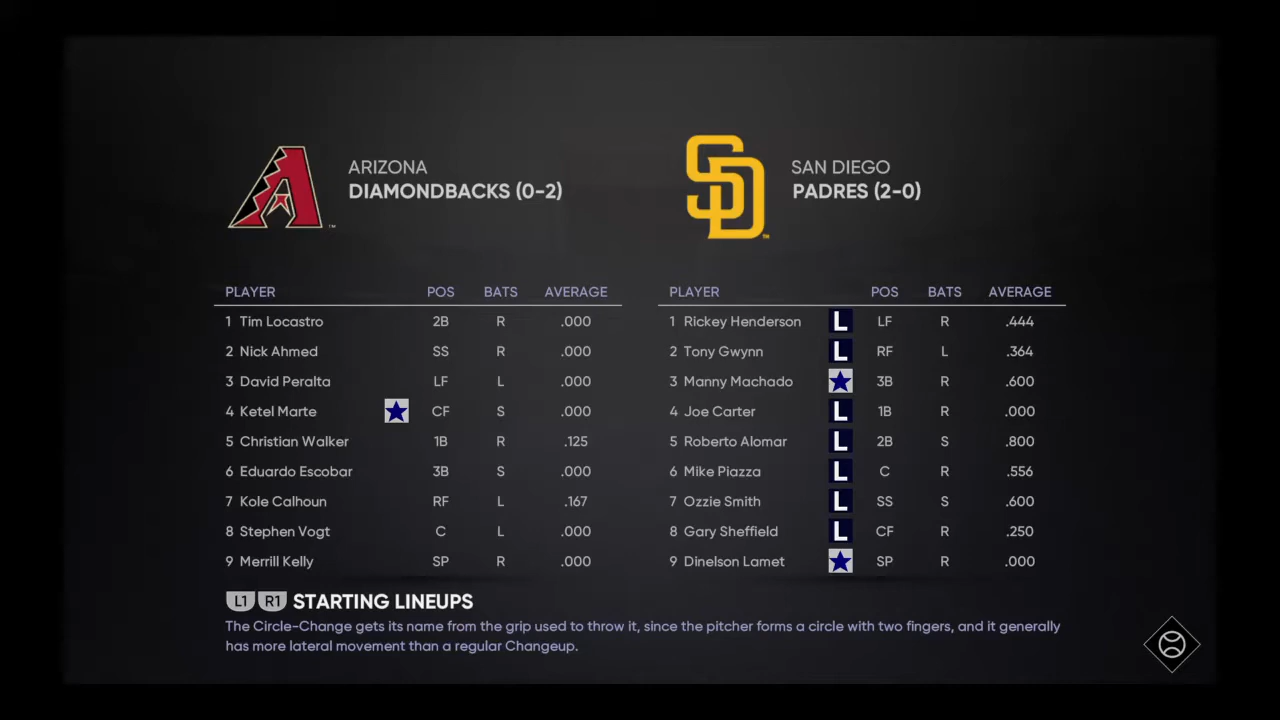 ARIZONA
DIAMONDBACKS (0-2)
SAN DIEGO
PADRES (2-0)
PLAYER POS BATS AVERAGE
1 Tim Locastro 2B R .000
2 Nick Ahmed SS R .000
3 David Peralta LF L .000
4 Ketel Marte CF S .000
5 Christian Walker 1B R .125
6 Eduardo Escobar 3B S .000
7 Kole Calhoun RF L .167
8 Stephen Vogt C L .000
9 Merrill Kelly SP R .000
PLAYER POS BATS AVERAGE
1 Rickey Henderson L LF R .444
2 Tony Gwynn L RF L .364
3 Manny Machado 3B R .600
4 Joe Carter L 1B R .000
5 Roberto Alomar L 2B S .800
6 Mike Piazza L C R .556
7 Ozzie Smith L SS S .600
8 Gary Sheffield L CF R .250
9 Dinelson Lamet SP R .000
L1 R1 STARTING LINEUPS
The Circle-Change gets its name from the grip used to throw it, since the pitcher forms a circle with two fingers, and it generally
has more lateral movement than a regular Changeup.